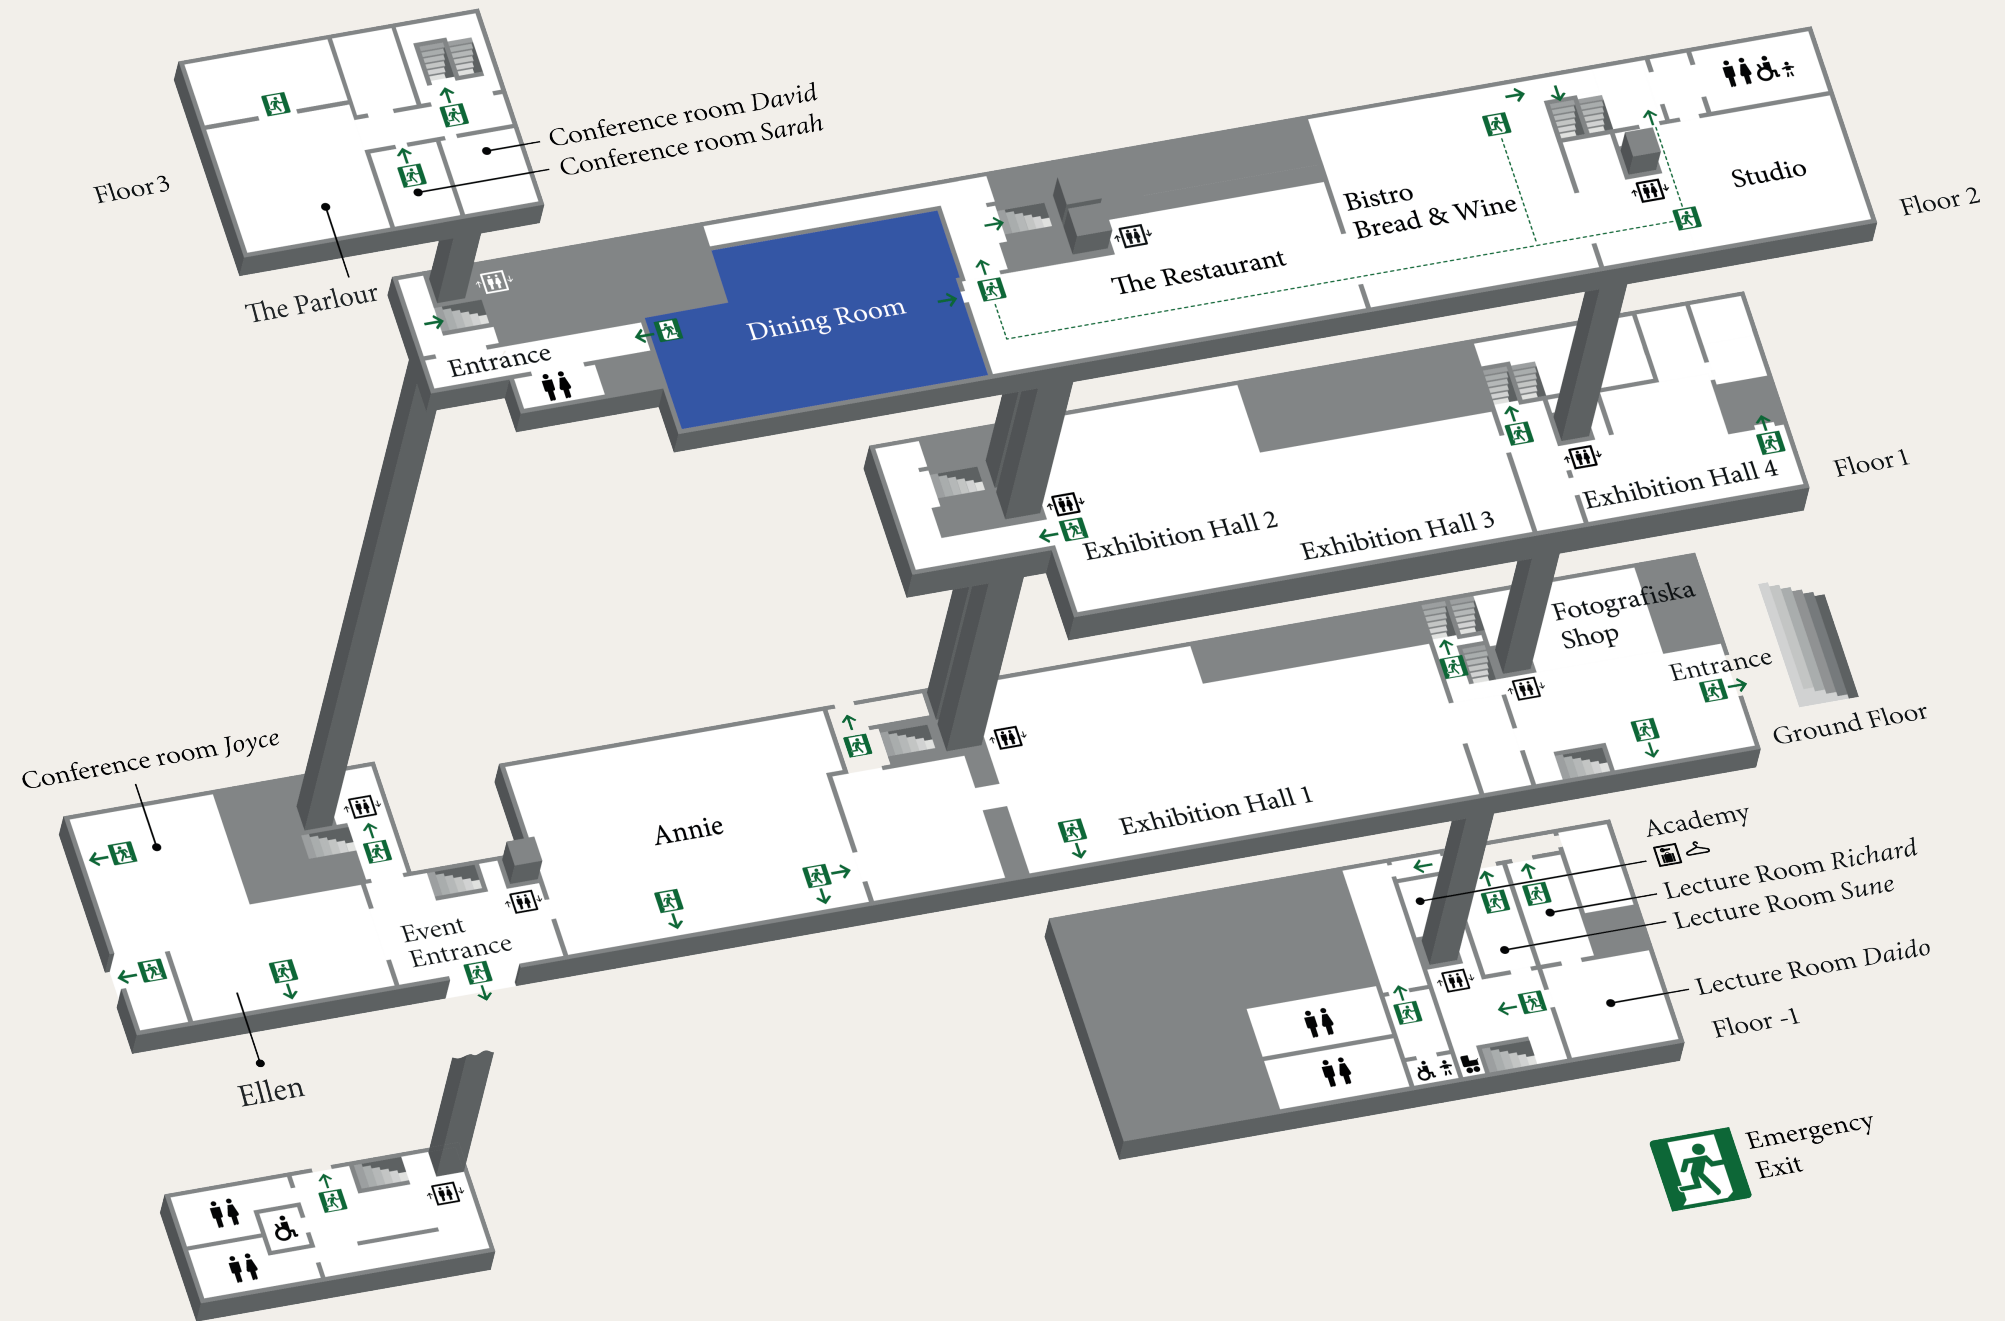 Conference room David
Conference room Sarah
Floor 3
The Parlour
Bistro
Bread & Wine
Studio
Floor 2
The Restaurant
Dining Room
Entrance
Exhibition Hall 2
Exhibition Hall 3
Exhibition Hall 4
Floor 1
Fotografiska
Shop
Entrance
Ground Floor
Conference room Joyce
Annie
Exhibition Hall 1
Event
Entrance
Ellen
Academy
Lecture Room Richard
Lecture Room Sune
Lecture Room Daido
Floor -1
Emergency
Exit